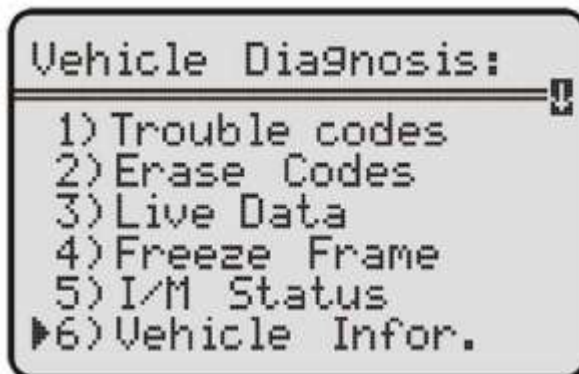 Vehicle Diagnosis:
1) Trouble codes
2) Erase Codes
3) Live Data
4) Freeze Frame
5) I/M Status
6) Vehicle Infor.